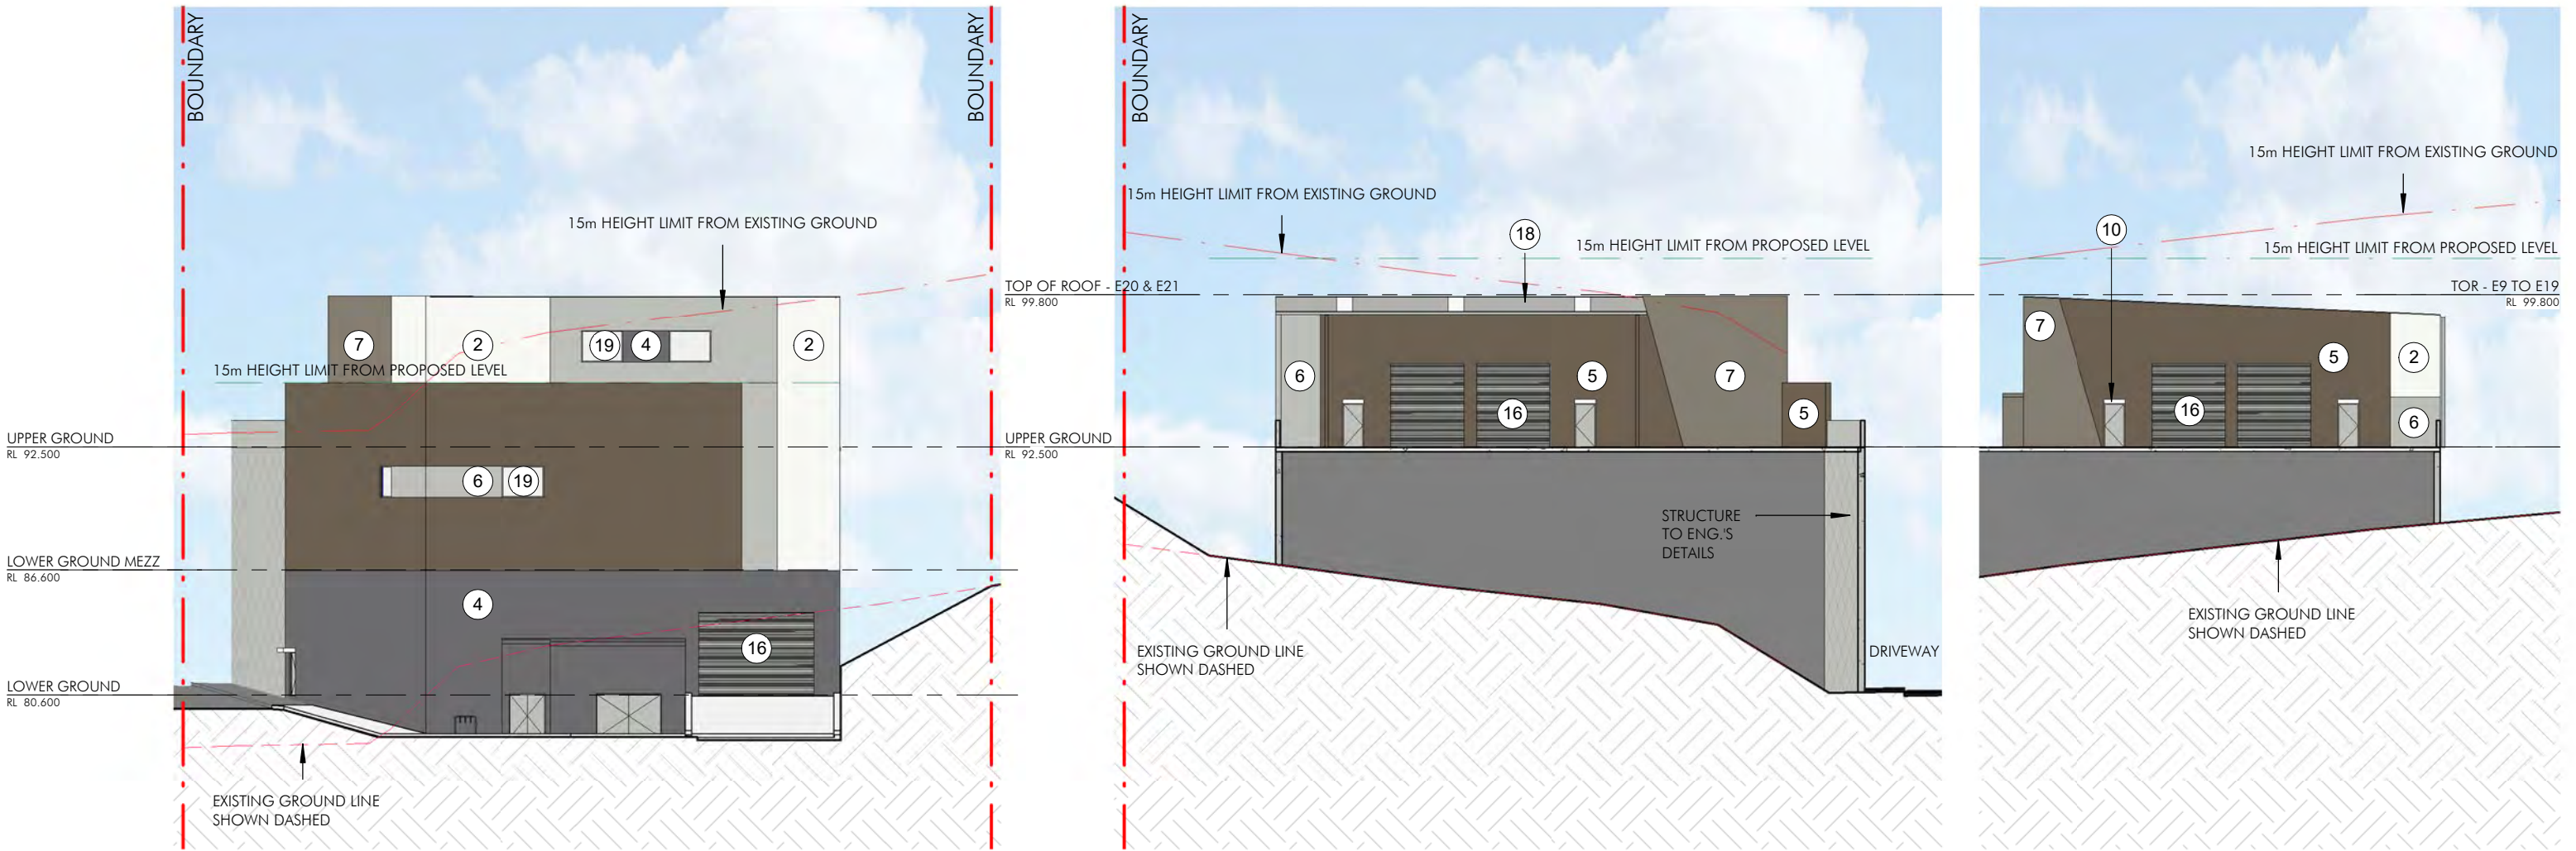 BOUNDARY
BOUNDARY
15m HEIGHT LIMIT FROM EXISTING GROUND
7
2
19
4
2
15m HEIGHT LIMIT FROM PROPOSED LEVEL
UPPER GROUND
RL 92.500
6
19
LOWER GROUND MEZZ
RL 86.600
4
16
LOWER GROUND
RL 80.600
EXISTING GROUND LINE
SHOWN DASHED
BOUNDARY
15m HEIGHT LIMIT FROM EXISTING GROUND
18
15m HEIGHT LIMIT FROM PROPOSED LEVEL
TOP OF ROOF - E20 & E21
RL 99.800
6
5
7
16
5
UPPER GROUND
RL 92.500
STRUCTURE
TO ENG.'S
DETAILS
EXISTING GROUND LINE
SHOWN DASHED
DRIVEWAY
15m HEIGHT LIMIT FROM EXISTING GROUND
10
15m HEIGHT LIMIT FROM PROPOSED LEVEL
TOR - E9 TO E19
RL 99.800
7
5
2
16
6
EXISTING GROUND LINE
SHOWN DASHED